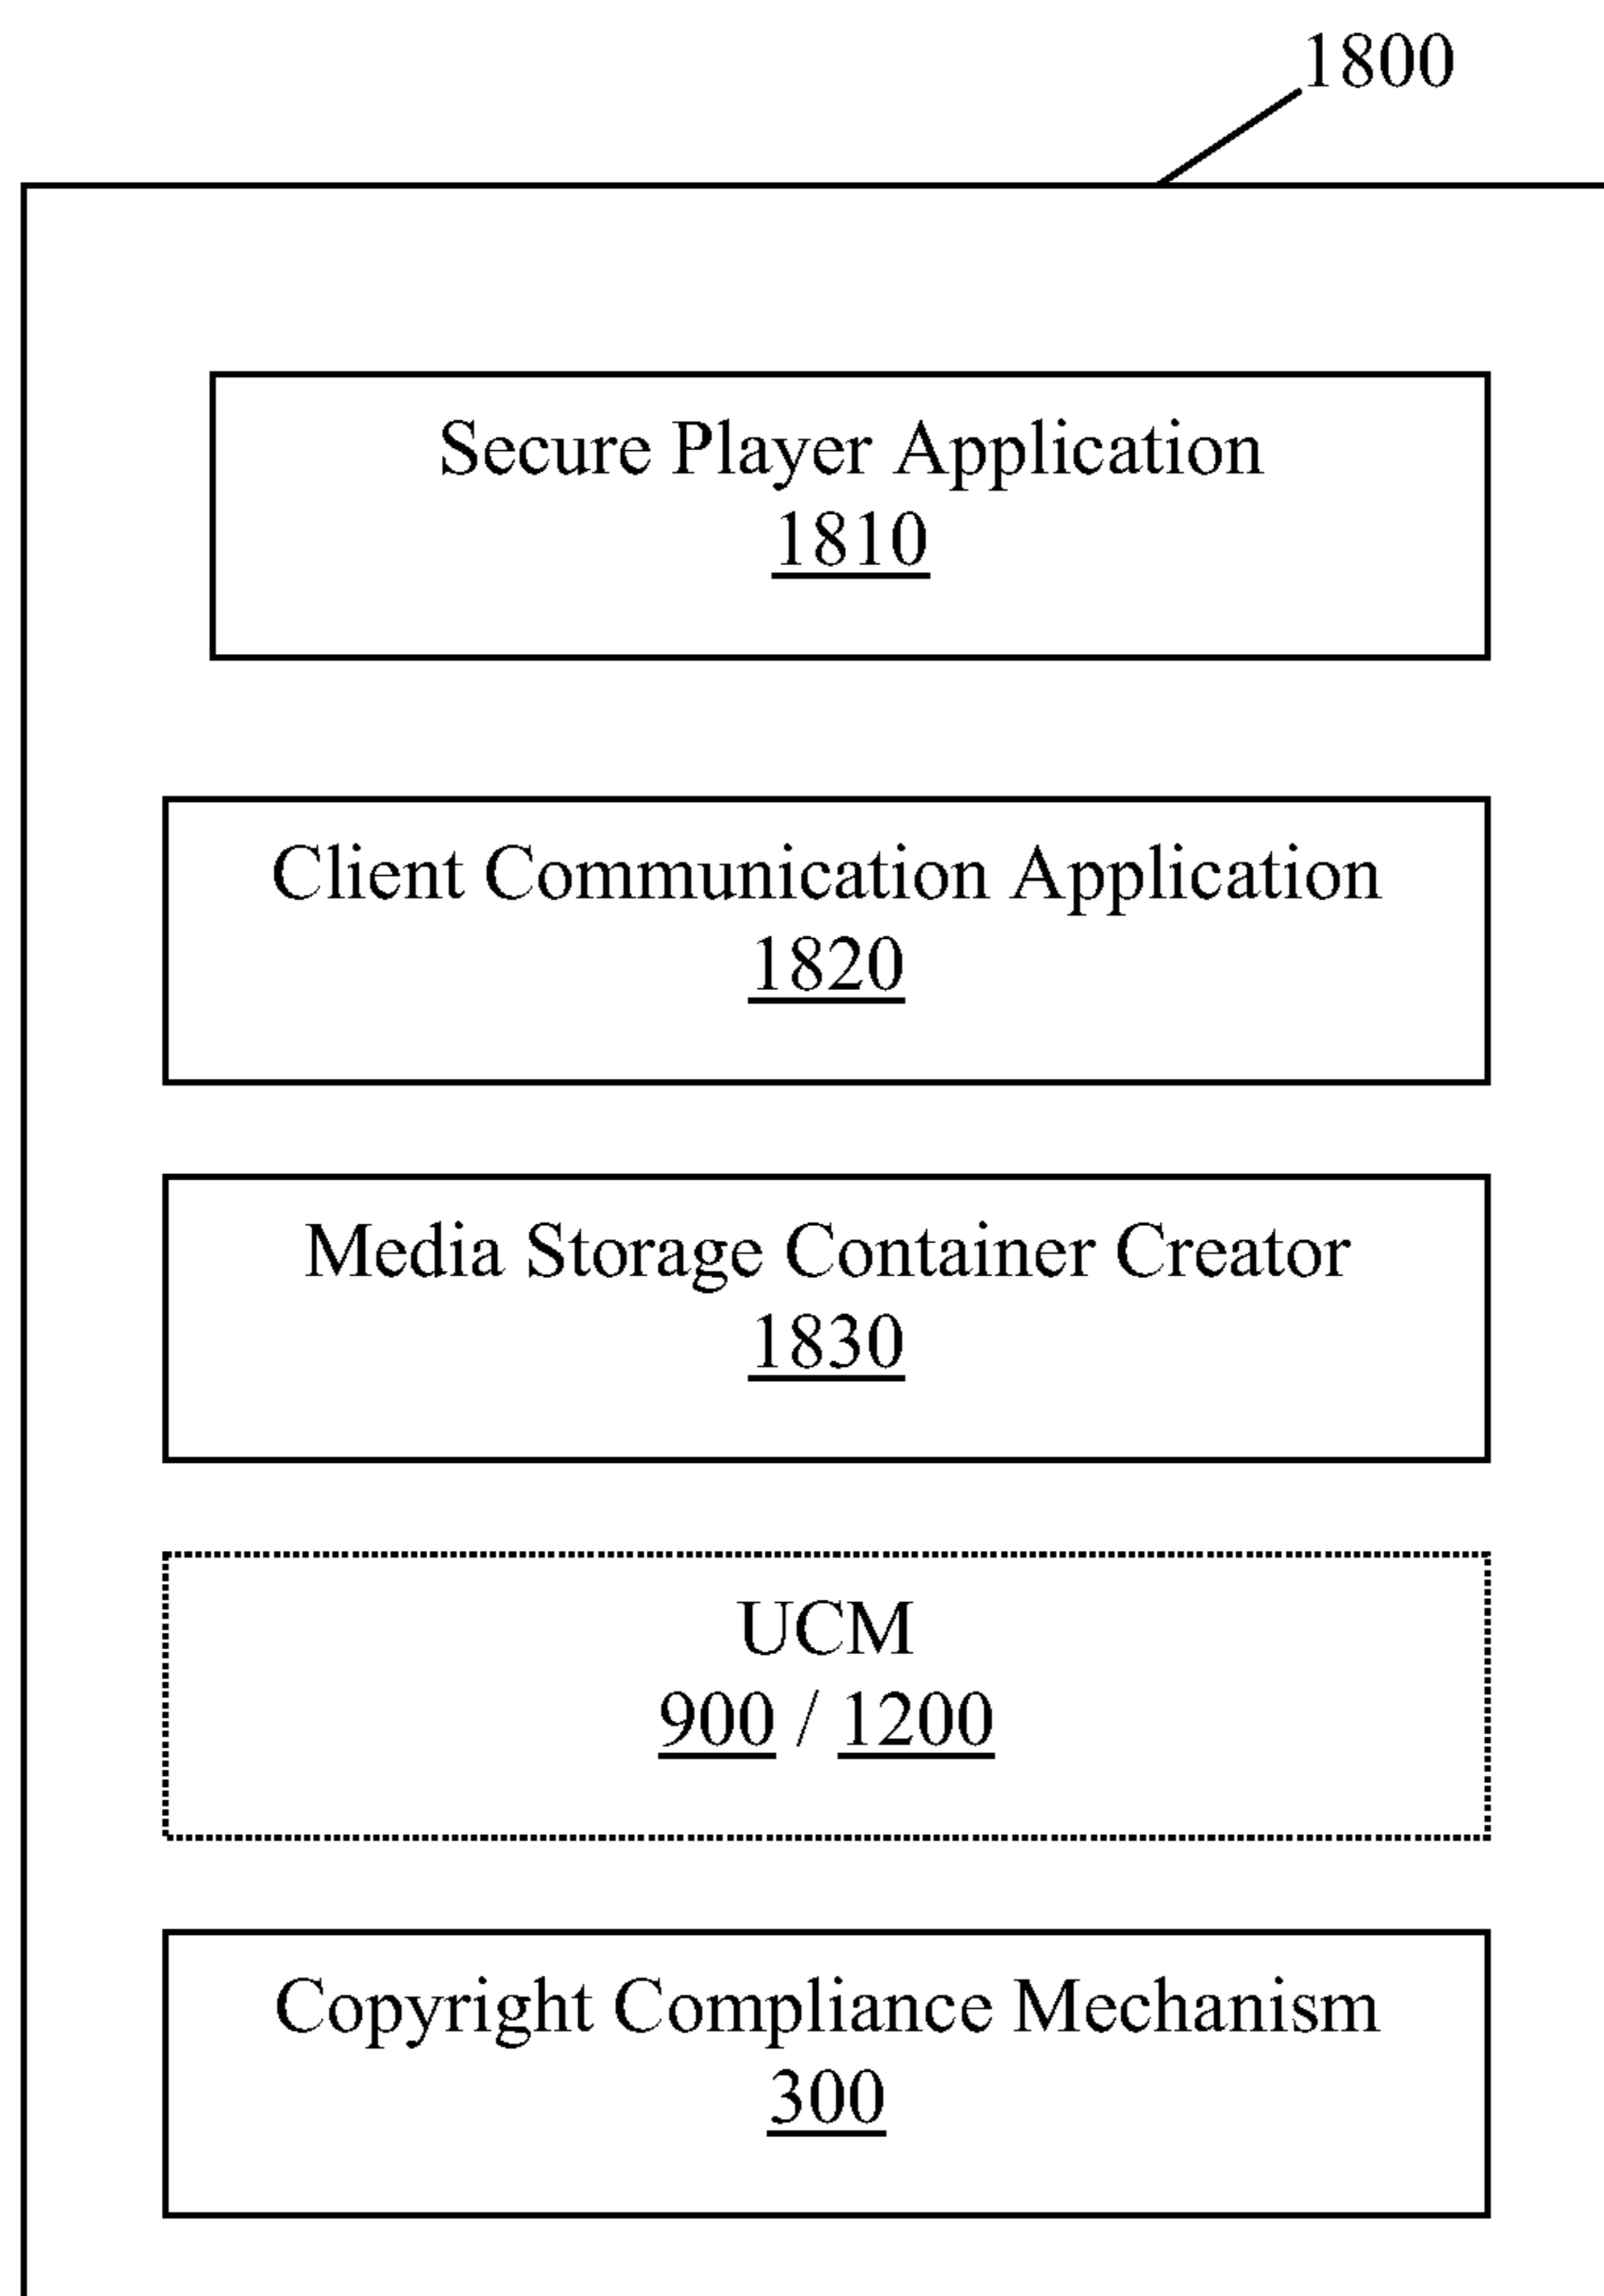 1800
Secure Player Application
1810
Client Communication Application
1820
Media Storage Container Creator
1830
UCM
900 / 1200
Copyright Compliance Mechanism
300